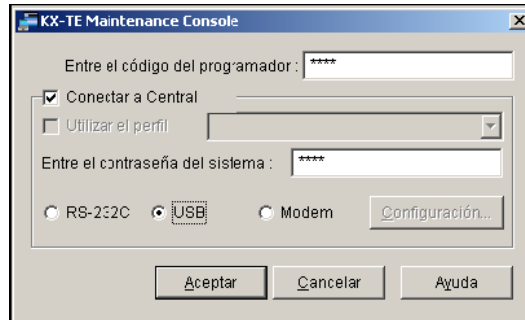 KX-TE Maintenance Console
Entre el código del programador : ****
Conectar a Central
Utilizar el perfil
Entre el contraseña del sistema : ****
RS-232C USB Modem Configuración...
Aceptar Cancelar Ayuda